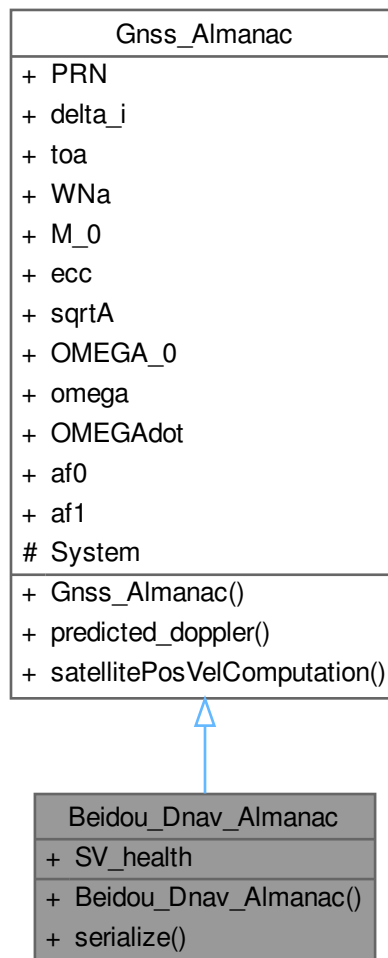 Gnss_Almanac
+ PRN
+ delta_i
+ toa
+ WNa
+ M_0
+ ecc
+ sqrtA
+ OMEGA_0
+ omega
+ OMEGAdot
+ af0
+ af1
# System
+ Gnss_Almanac()
+ predicted_doppler()
+ satellitePosVelComputation()
Beidou_Dnav_Almanac
+ SV_health
+ Beidou_Dnav_Almanac()
+ serialize()